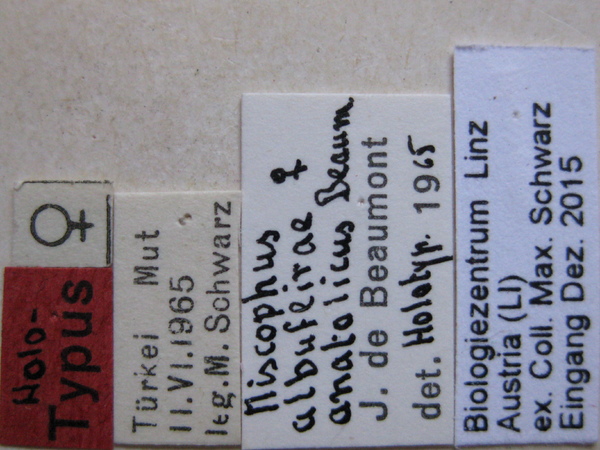 Holo-
Typus
♀
Türkei Mut
11.VI.1965
leg. M. Schwarz
Miscophus
albufeirae ♀
anatolicus Beaum.
J. de Beaumont
det. Holotyp. 1965
Biologiezentrum Linz
Austria (LI)
ex. Coll. Max. Schwarz
Eingang Dez. 2015